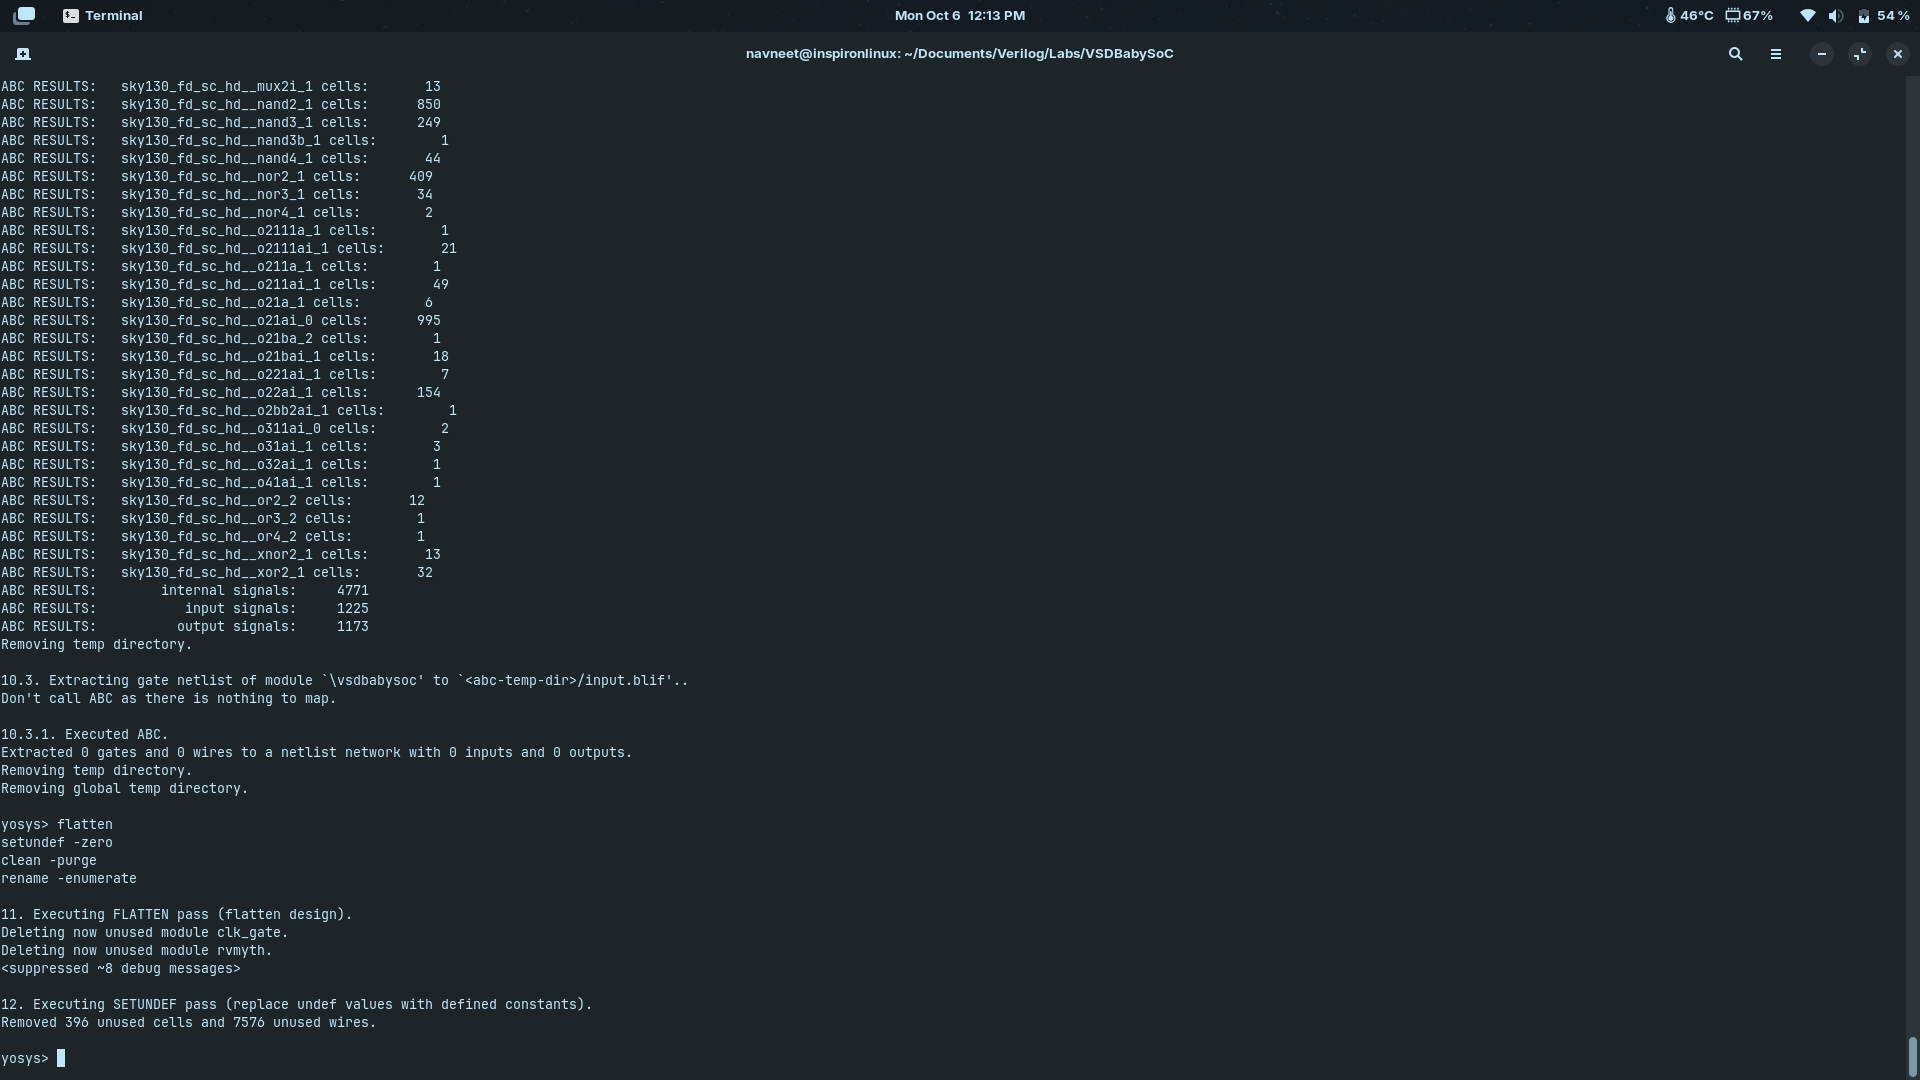 Terminal
Mon Oct 6 12:13 PM
46°C 67% 54 %
navneet@inspironlinux: ~/Documents/Verilog/Labs/VSDBabySoC
ABC RESULTS:   sky130_fd_sc_hd__mux2i_1 cells:       13
ABC RESULTS:   sky130_fd_sc_hd__nand2_1 cells:      850
ABC RESULTS:   sky130_fd_sc_hd__nand3_1 cells:      249
ABC RESULTS:   sky130_fd_sc_hd__nand3b_1 cells:        1
ABC RESULTS:   sky130_fd_sc_hd__nand4_1 cells:       44
ABC RESULTS:   sky130_fd_sc_hd__nor2_1 cells:      409
ABC RESULTS:   sky130_fd_sc_hd__nor3_1 cells:       34
ABC RESULTS:   sky130_fd_sc_hd__nor4_1 cells:        2
ABC RESULTS:   sky130_fd_sc_hd__o2111a_1 cells:        1
ABC RESULTS:   sky130_fd_sc_hd__o2111ai_1 cells:       21
ABC RESULTS:   sky130_fd_sc_hd__o211a_1 cells:        1
ABC RESULTS:   sky130_fd_sc_hd__o211ai_1 cells:       49
ABC RESULTS:   sky130_fd_sc_hd__o21a_1 cells:        6
ABC RESULTS:   sky130_fd_sc_hd__o21ai_0 cells:      995
ABC RESULTS:   sky130_fd_sc_hd__o21ba_2 cells:        1
ABC RESULTS:   sky130_fd_sc_hd__o21bai_1 cells:       18
ABC RESULTS:   sky130_fd_sc_hd__o221ai_1 cells:        7
ABC RESULTS:   sky130_fd_sc_hd__o22ai_1 cells:      154
ABC RESULTS:   sky130_fd_sc_hd__o2bb2ai_1 cells:        1
ABC RESULTS:   sky130_fd_sc_hd__o311ai_0 cells:        2
ABC RESULTS:   sky130_fd_sc_hd__o31ai_1 cells:        3
ABC RESULTS:   sky130_fd_sc_hd__o32ai_1 cells:        1
ABC RESULTS:   sky130_fd_sc_hd__o41ai_1 cells:        1
ABC RESULTS:   sky130_fd_sc_hd__or2_2 cells:       12
ABC RESULTS:   sky130_fd_sc_hd__or3_2 cells:        1
ABC RESULTS:   sky130_fd_sc_hd__or4_2 cells:        1
ABC RESULTS:   sky130_fd_sc_hd__xnor2_1 cells:       13
ABC RESULTS:   sky130_fd_sc_hd__xor2_1 cells:       32
ABC RESULTS:        internal signals:     4771
ABC RESULTS:           input signals:     1225
ABC RESULTS:          output signals:     1173
Removing temp directory.
10.3. Extracting gate netlist of module `\vsdbabysoc' to `<abc-temp-dir>/input.blif'..
Don't call ABC as there is nothing to map.
10.3.1. Executed ABC.
Extracted 0 gates and 0 wires to a netlist network with 0 inputs and 0 outputs.
Removing temp directory.
Removing global temp directory.
yosys> flatten
setundef -zero
clean -purge
rename -enumerate
11. Executing FLATTEN pass (flatten design).
Deleting now unused module clk_gate.
Deleting now unused module rvmyth.
<suppressed ~8 debug messages>
12. Executing SETUNDEF pass (replace undef values with defined constants).
Removed 396 unused cells and 7576 unused wires.
yosys>